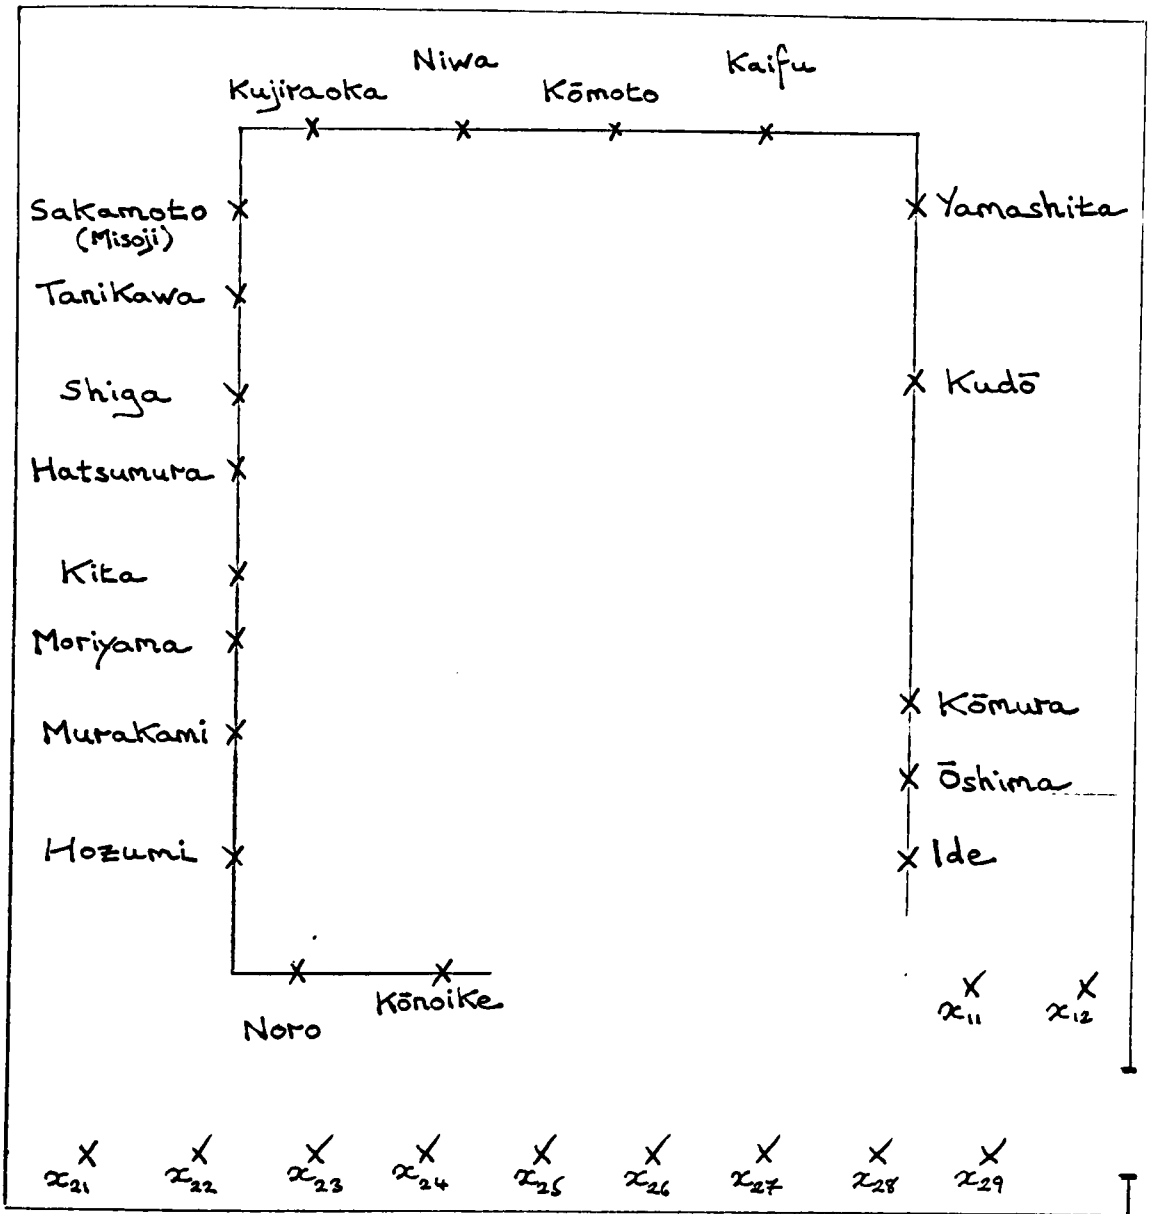 Niwa
Kaifu
Kujiraoka
Kōmoto
Sakamoto
(Misoji)
Yamashita
Tanikawa
Shiga
Kudō
Hatsumura
Kita
Moriyama
Kōmura
Murakami
Ōshima
Hozumi
Ide
Kōnoike
Noro
x₁₁ x₁₂
x₂₁ x₂₂ x₂₃ x₂₄ x₂₅ x₂₆ x₂₇ x₂₈ x₂₉